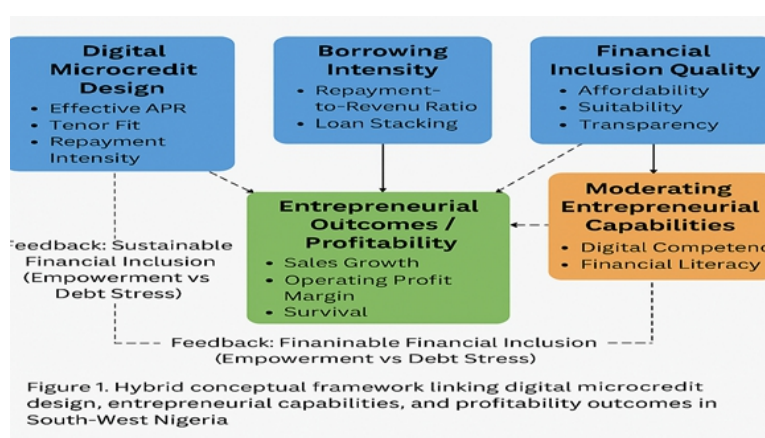 Digital
Microcredit
Design
• Effective APR
• Tenor Fit
• Repayment
Intensity
Borrowing
Intensity
• Repayment-
to-Revenu Ratio
• Loan Stacking
Financial
Inclusion Quality
• Affordability
• Suitability
• Transparency
Entrepreneurial
Outcomes /
Profitability
• Sales Growth
• Operating Profit
Margin
• Survival
Moderating
Entrepreneurial
Capabilities
• Digital Competenc
• Financial Literacy
eedback: Sustainable
Financial Inclusion
(Empowerment vs
Debt Stress)
Feedback: Finaninable Financial Inclusion
(Empowerment vs Debt Stress)
Figure 1. Hybrid conceptual framework linking digital microcredit
design, entrepreneurial capabilities, and profitability outcomes in
South-West Nigeria